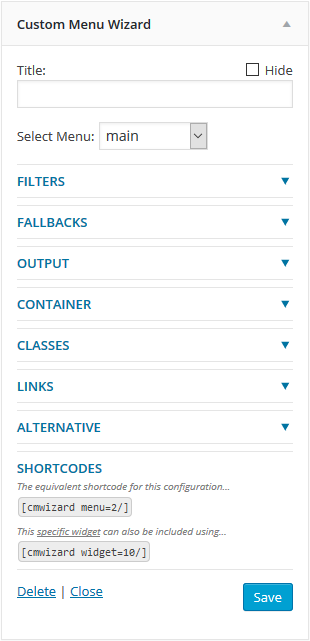 Custom Menu Wizard
Title: Hide
Select Menu: main
FILTERS
FALLBACKS
OUTPUT
CONTAINER
CLASSES
LINKS
ALTERNATIVE
SHORTCODES
The equivalent shortcode for this configuration...
[cmwizard menu=2/]
This specific widget can also be included using...
[cmwizard widget=10/]
Delete | Close Save